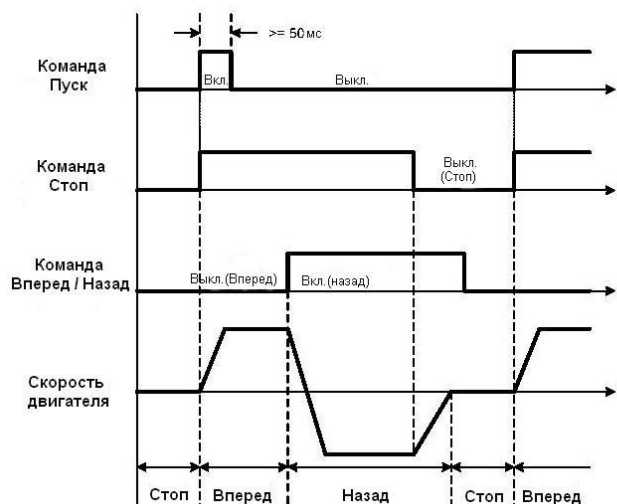 >= 50мс
Команда
Пуск
Вкл.
Выкл.
Команда
Стоп
Выкл.
(Стоп)
Команда
Вперед / Назад
Выкл.(Вперед)
Вкл.(назад)
Скорость
двигателя
Стоп Вперед Назад Стоп Вперед